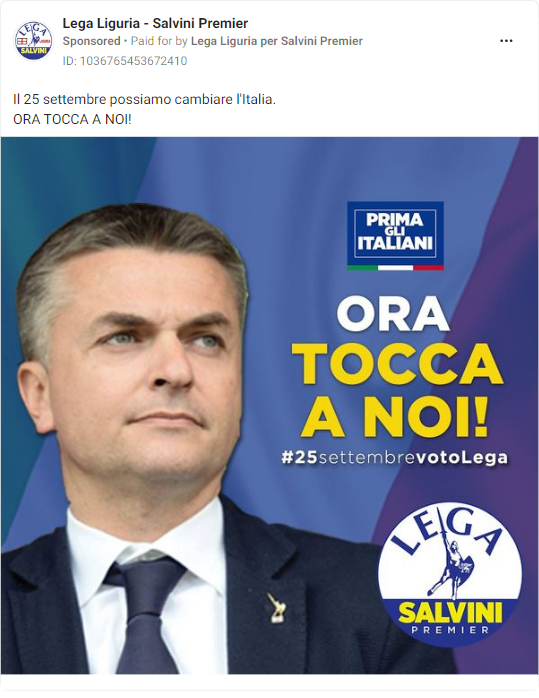 Lega Liguria - Salvini Premier
Sponsored • Paid for by Lega Liguria per Salvini Premier
ID: 1036765453672410
Il 25 settembre possiamo cambiare l'Italia.
ORA TOCCA A NOI!
PRIMA
GLI
ITALIANI
ORA
TOCCA
A NOI!
#25settembrevotoLega
LEGA
SALVINI
PREMIER